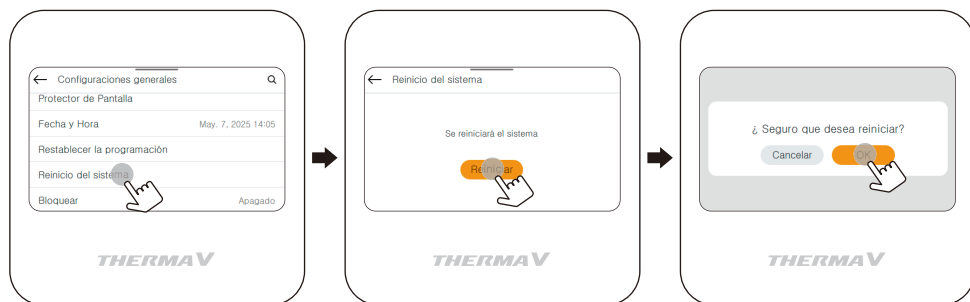 Configuraciones generales
Protector de Pantalla
Fecha y Hora May. 7, 2025 14:05
Restablecer la programación
Reinicio del sistema
Bloquear Apagado
THERMAV
Reinicio del sistema
Se reiniciará el sistema
Reiniciar
THERMAV
¿ Seguro que desea reiniciar?
Cancelar OK
THERMAV